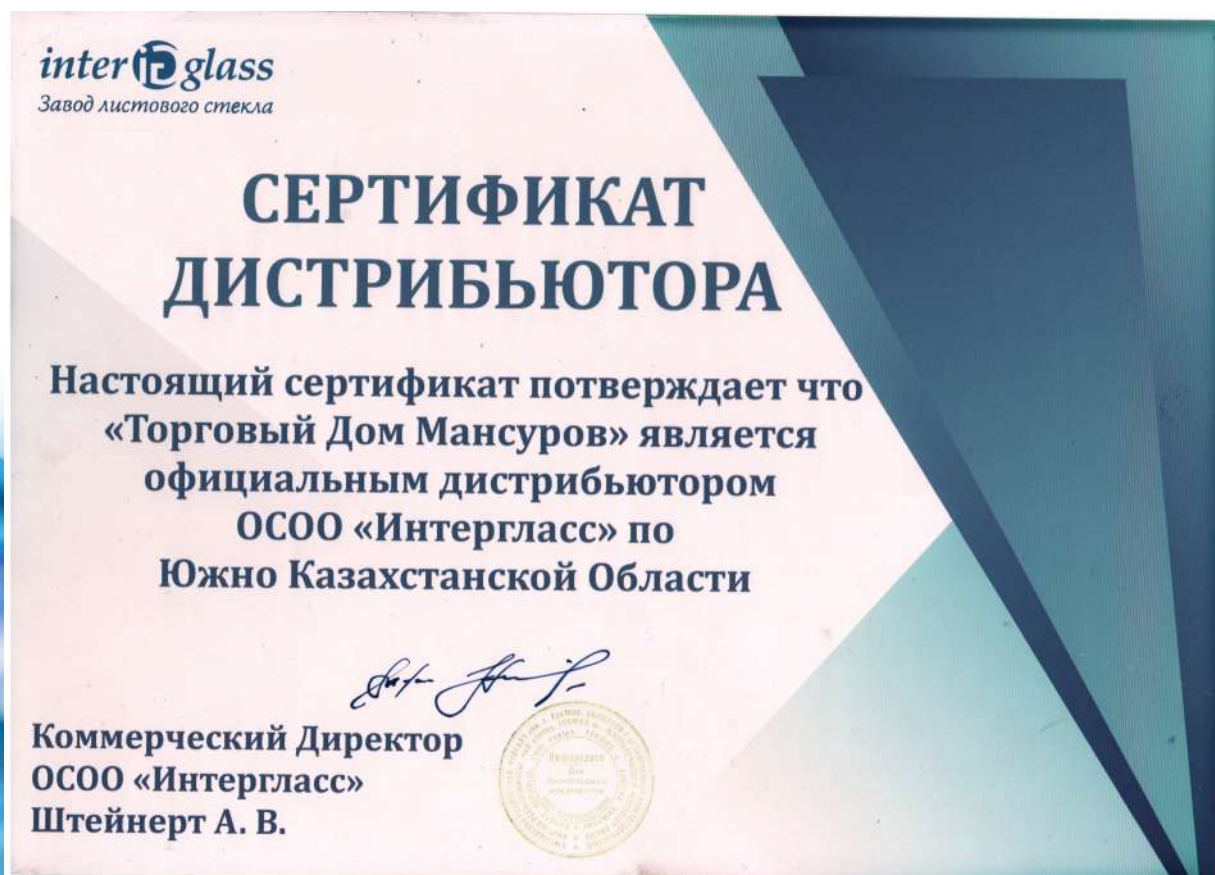 inter glass
Завод листового стекла
СЕРТИФИКАТ
ДИСТРИБЬЮТОРА
Настоящий сертификат потверждает что
«Торговый Дом Мансуров» является
официальным дистрибьютором
ОСОО «Интергласс» по
Южно Казахстанской Области
Коммерческий Директор
ОСОО «Интергласс»
Штейнерт А. В.